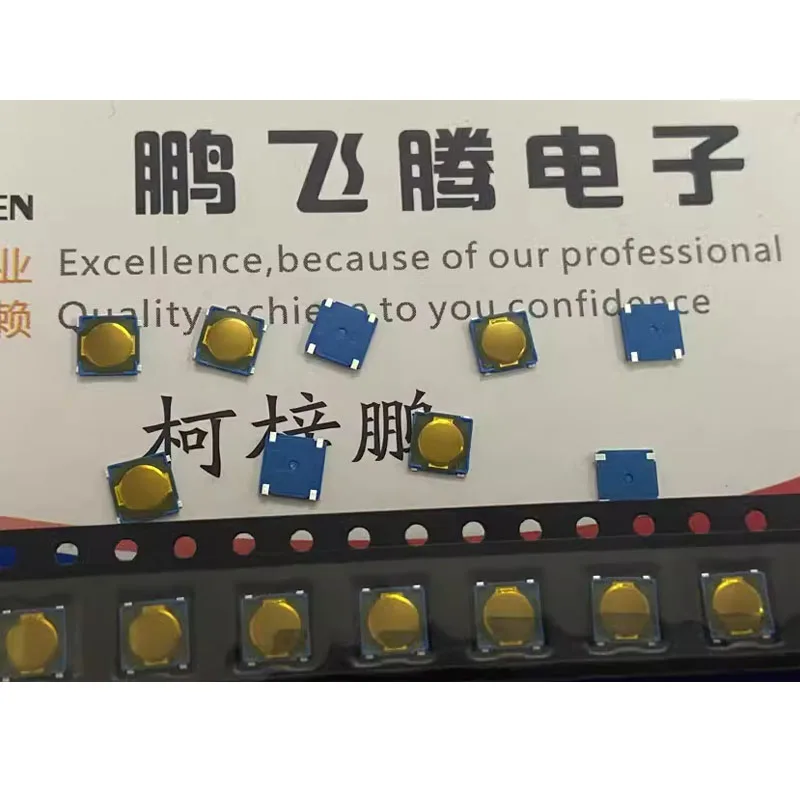 鹏飞腾电子
EN
业 Excellence,because of our professional
赖 Quality achieve to you confidence
柯梓鹏